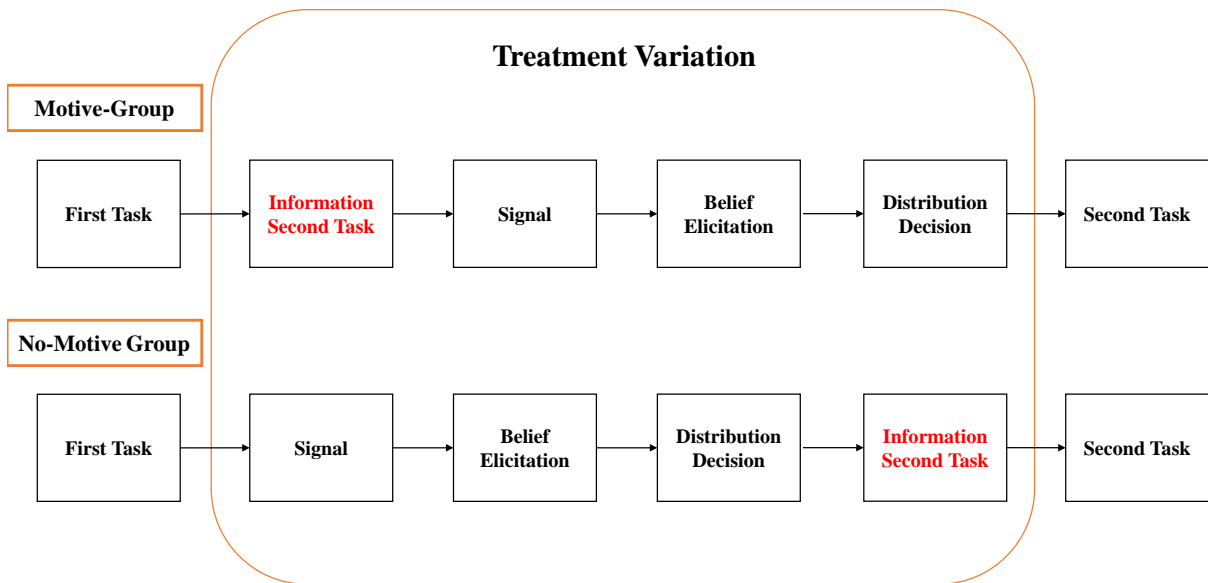 Treatment Variation
Motive-Group
First Task
Information
Second Task
Signal
Belief
Elicitation
Distribution
Decision
Second Task
No-Motive Group
First Task
Signal
Belief
Elicitation
Distribution
Decision
Information
Second Task
Second Task